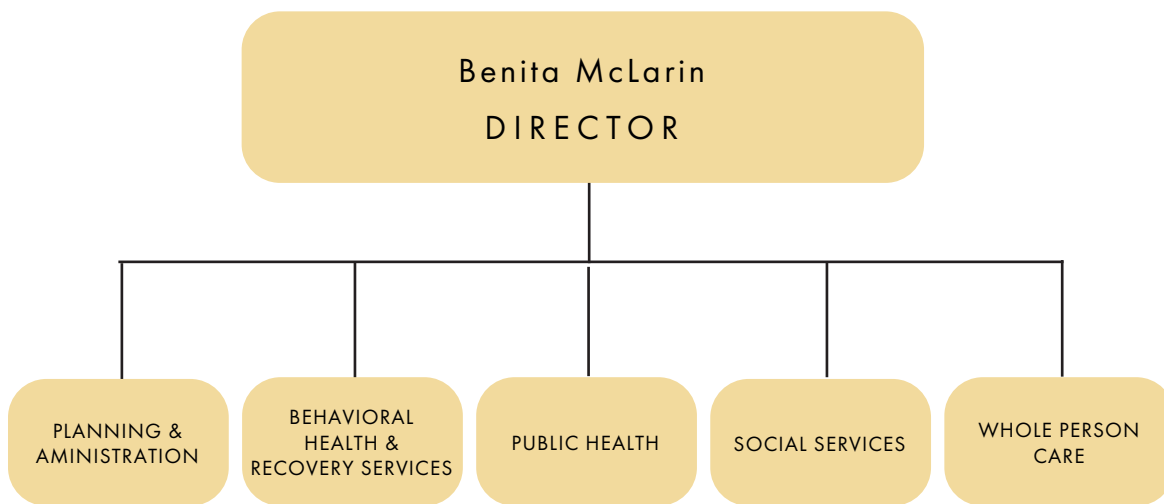 Benita McLarin
DIRECTOR
PLANNING &
AMINISTRATION
BEHAVIORAL
HEALTH &
RECOVERY SERVICES
PUBLIC HEALTH
SOCIAL SERVICES
WHOLE PERSON
CARE